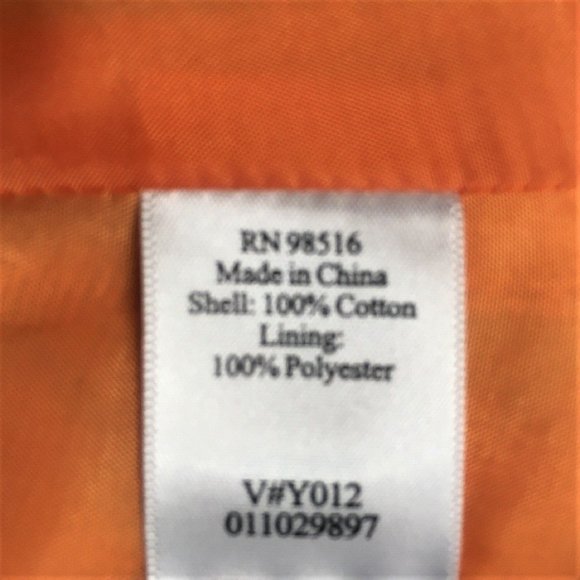 RN 98516
Made in China
Shell: 100% Cotton
Lining:
100% Polyester
V#Y012
011029897